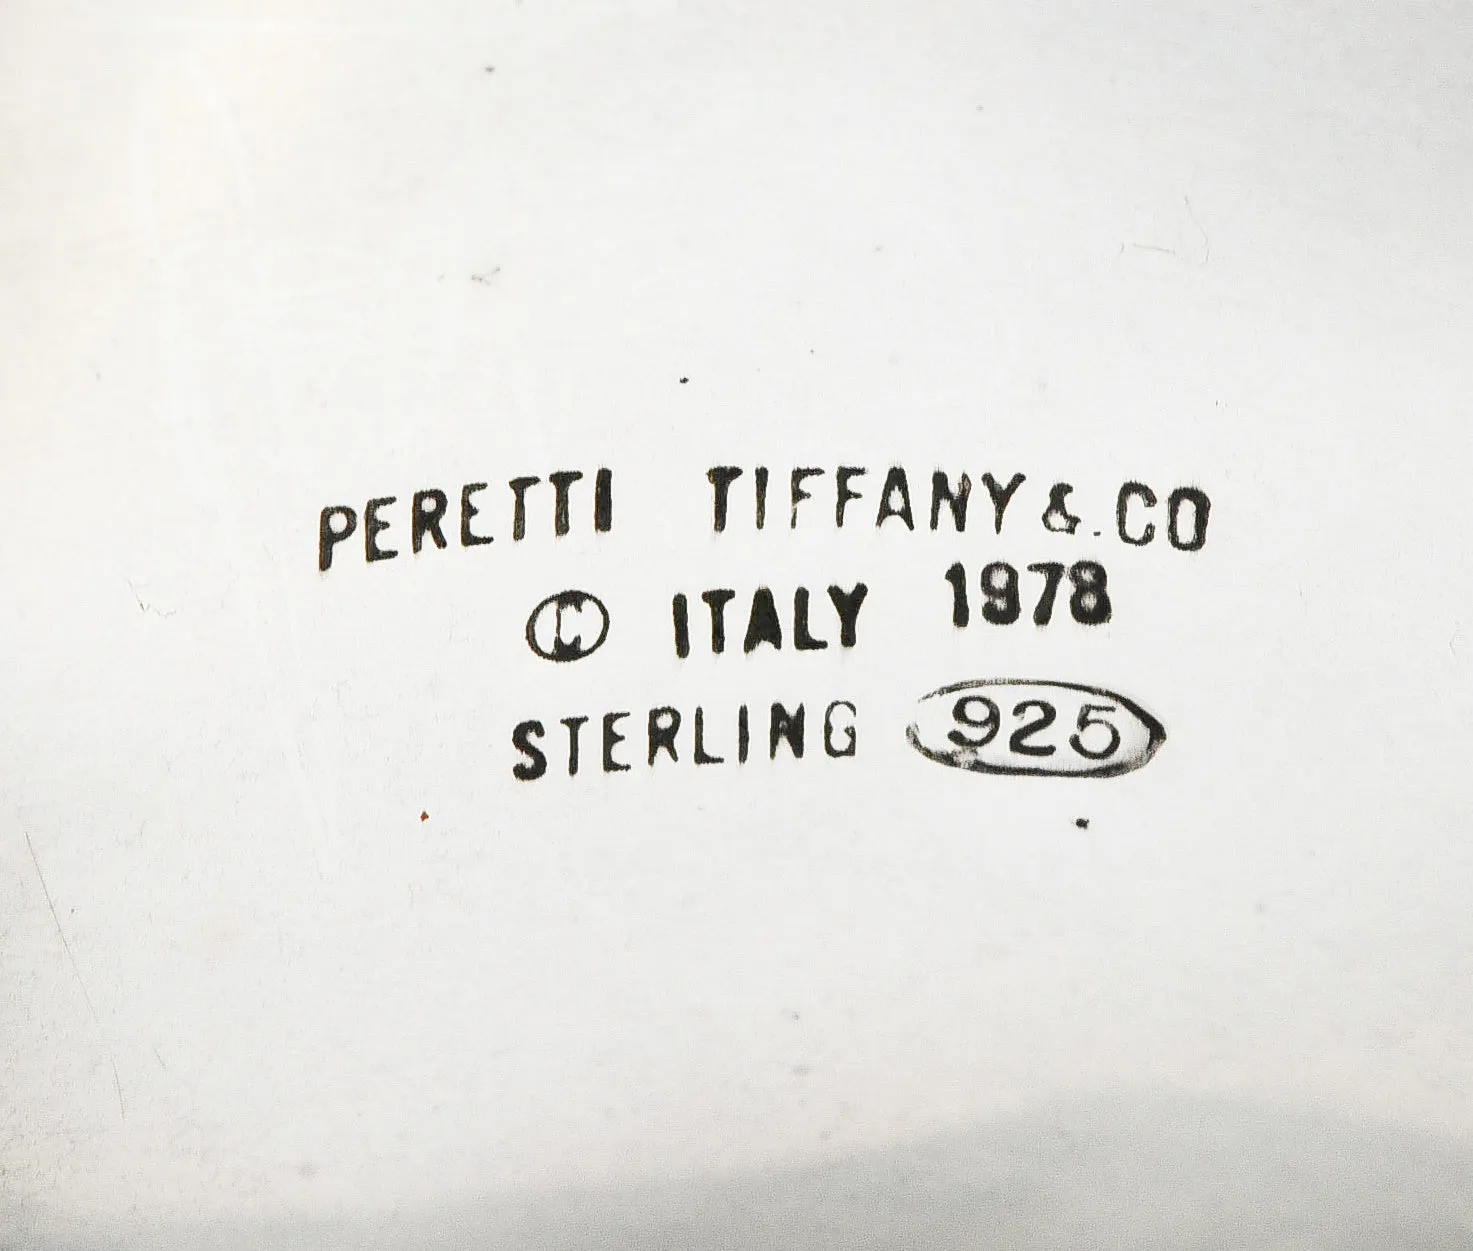 PERETTI TIFFANY &.CO
© ITALY 1978
STERLING 925